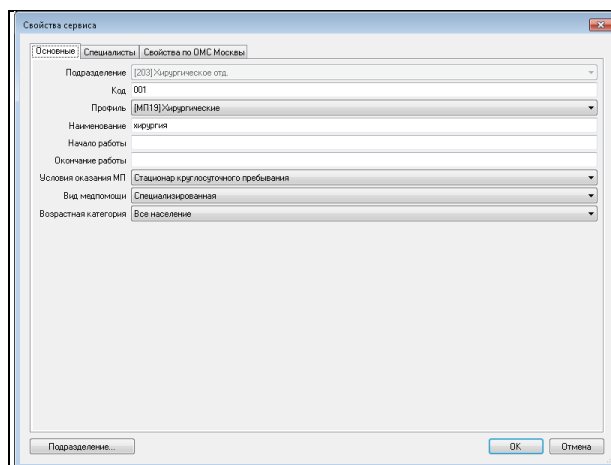 Свойства сервиса
Основные Специалисты Свойства по ОМС Москвы
Подразделение [203] Хирургическое отд.
Код 001
Профиль [МП19] Хирургические
Наименование хирургия
Начало работы
Окончание работы
Условия оказания МП Стационар круглосуточного пребывания
Вид медпомощи Специализированная
Возрастная категория Все население
Подразделение... OK Отмена